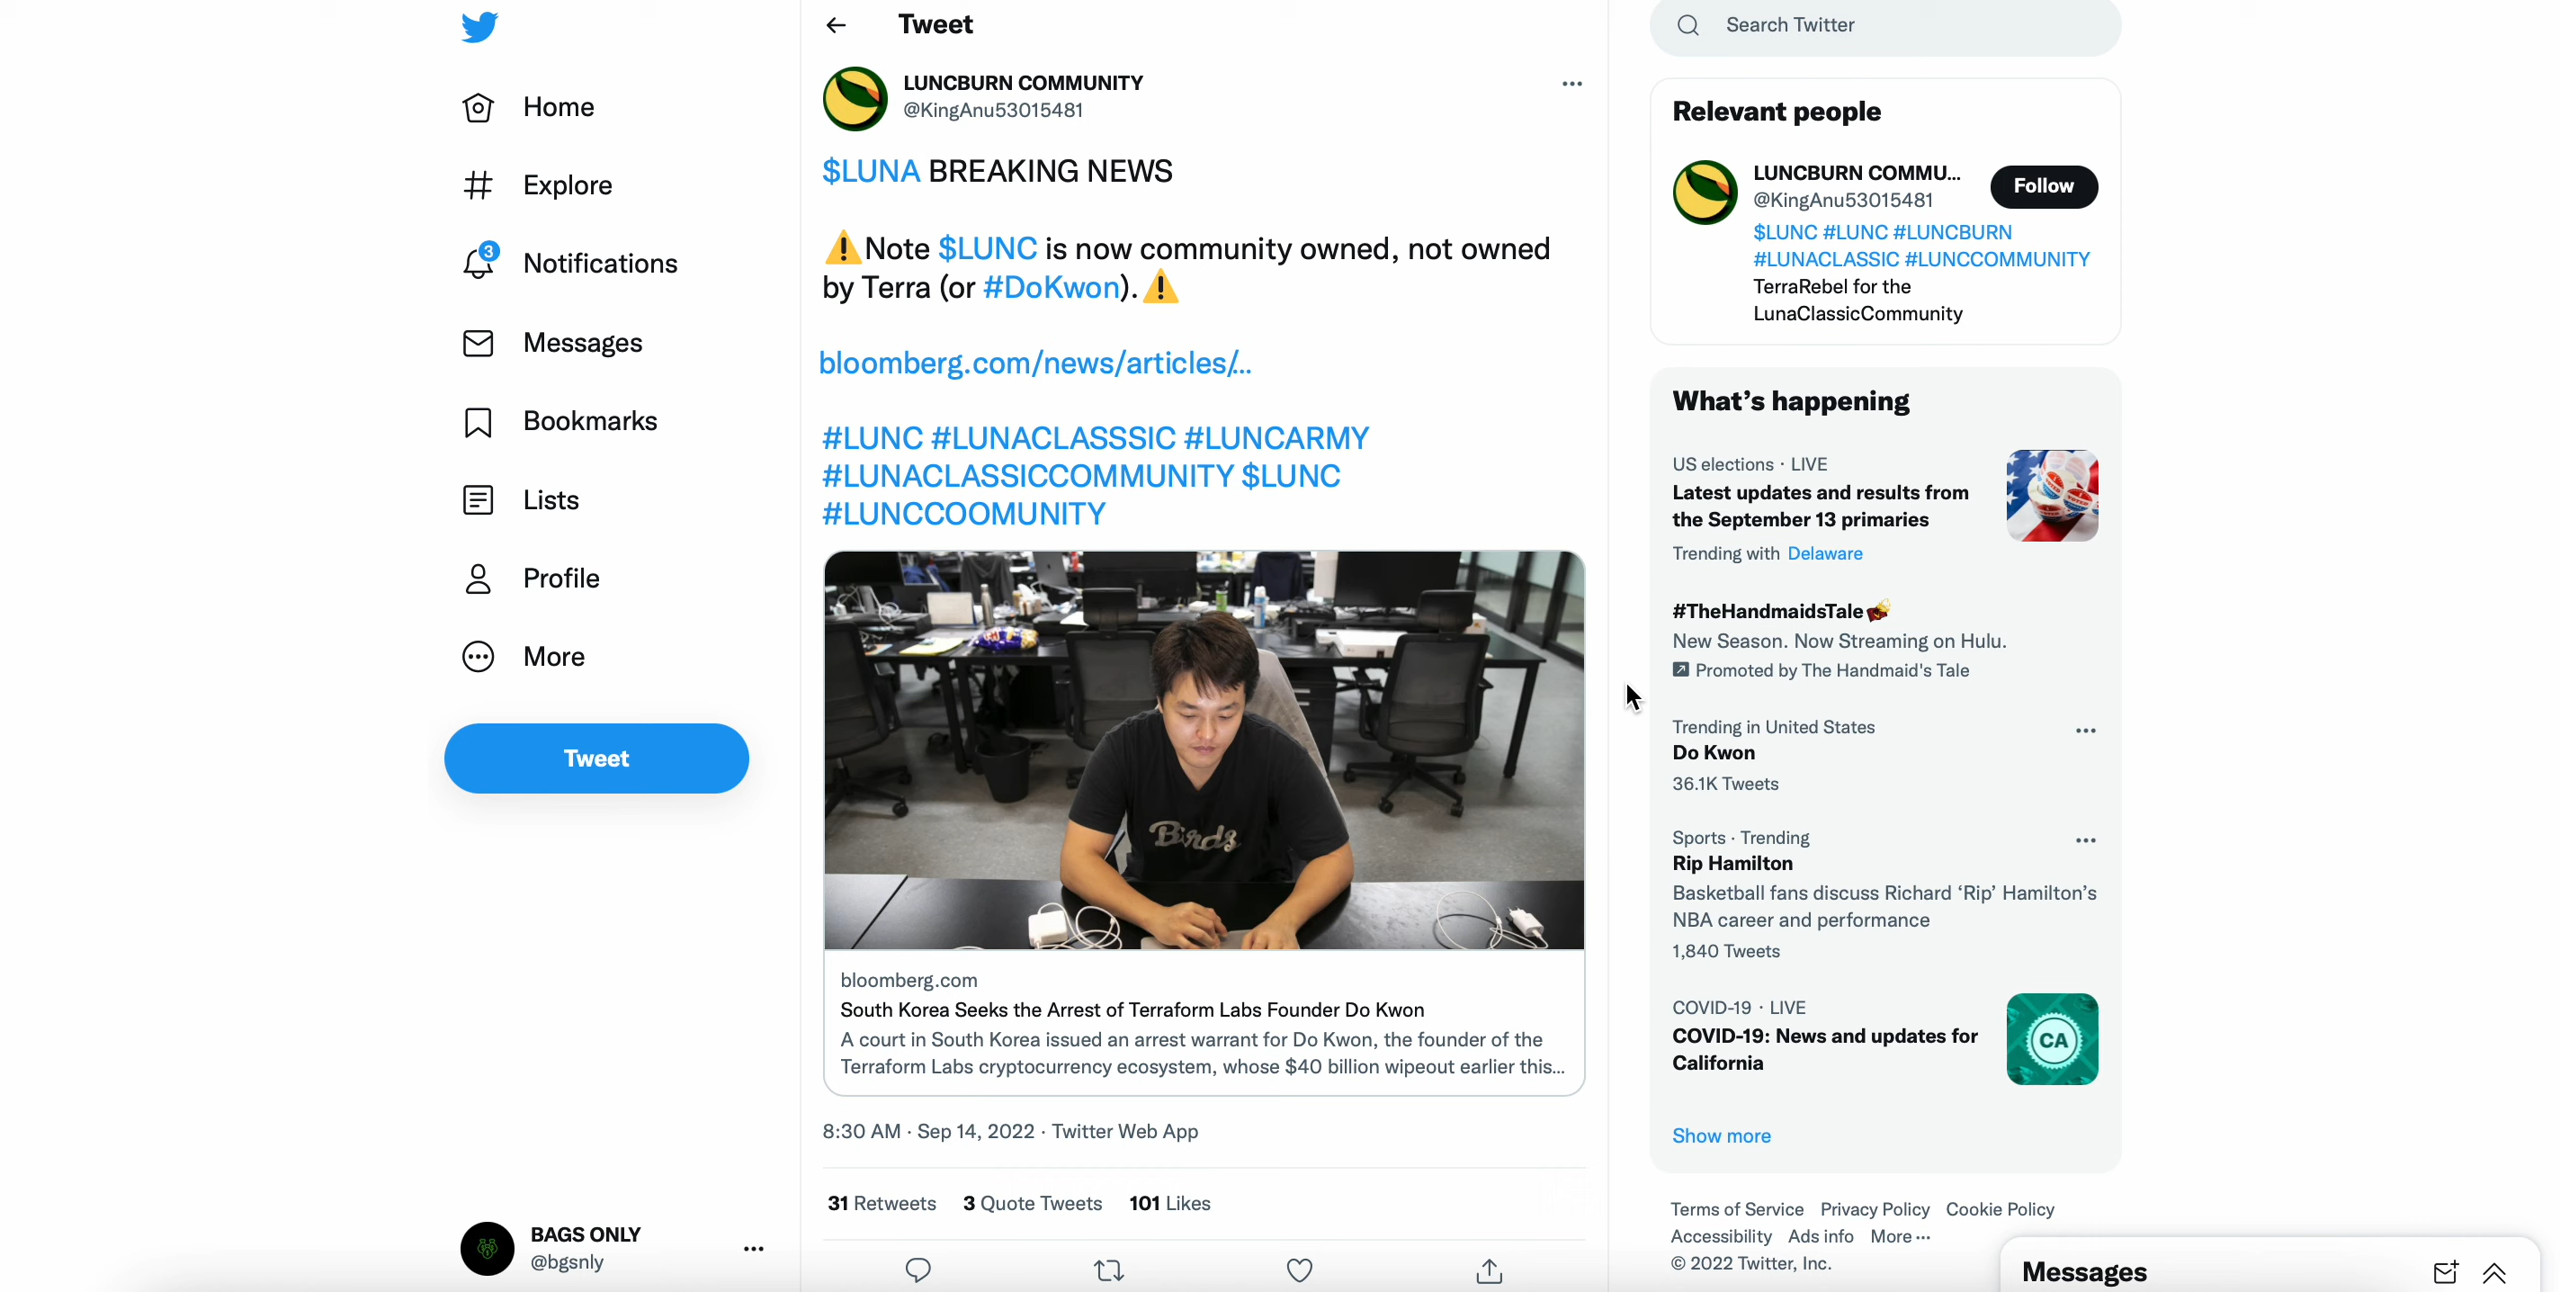 Home
Explore
3
Notifications
Messages
Bookmarks
Lists
Profile
More
Tweet
BAGS ONLY
@bgsnly
Tweet
LUNCBURN COMMUNITY
@KingAnu53015481
$LUNA BREAKING NEWS
⚠️Note $LUNC is now community owned, not owned
by Terra (or #DoKwon).⚠️
bloomberg.com/news/articles/...
#LUNC #LUNACLASSSIC #LUNCARMY
#LUNACLASSICCOMMUNITY $LUNC
#LUNCCOOMUNITY
Birds
bloomberg.com
South Korea Seeks the Arrest of Terraform Labs Founder Do Kwon
A court in South Korea issued an arrest warrant for Do Kwon, the founder of the
Terraform Labs cryptocurrency ecosystem, whose $40 billion wipeout earlier this...
8:30 AM · Sep 14, 2022 · Twitter Web App
31 Retweets 3 Quote Tweets 101 Likes
Search Twitter
Relevant people
LUNCBURN COMMU...
@KingAnu53015481
Follow
$LUNC #LUNC #LUNCBURN
#LUNACLASSIC #LUNCCOMMUNITY
TerraRebel for the
LunaClassicCommunity
What's happening
US elections · LIVE
Latest updates and results from
the September 13 primaries
Trending with Delaware
#TheHandmaidsTale
New Season. Now Streaming on Hulu.
Promoted by The Handmaid's Tale
Trending in United States
Do Kwon
36.1K Tweets
Sports · Trending
Rip Hamilton
Basketball fans discuss Richard ‘Rip’ Hamilton's
NBA career and performance
1,840 Tweets
COVID-19 · LIVE
COVID-19: News and updates for
California
CA
Show more
Terms of Service Privacy Policy Cookie Policy
Accessibility Ads info More ···
© 2022 Twitter, Inc.
Messages